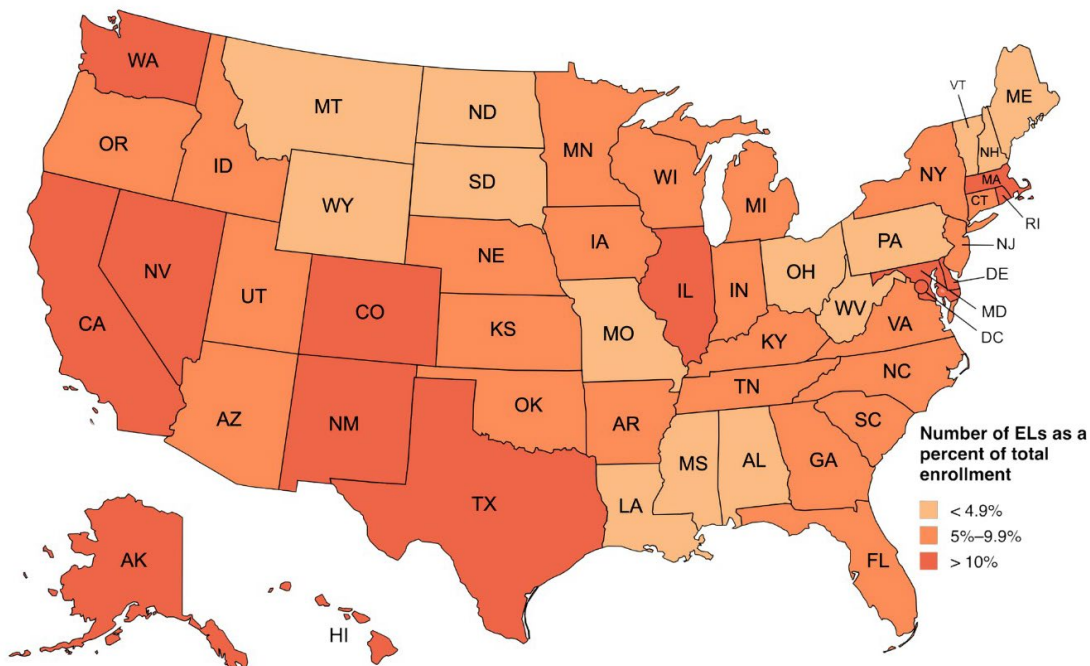 WA
MT
ND
MN
VT
ME
OR
ID
SD
WI
MI
NY
NH
MA
CT
RI
WY
NE
IA
PA
NJ
NV
UT
CO
IL
IN
OH
DE
MD
DC
CA
KS
MO
KY
WV
VA
AZ
NM
OK
AR
TN
NC
SC
TX
LA
MS
AL
GA
FL
AK
HI
Number of ELs as a
percent of total
enrollment
< 4.9%
5%–9.9%
> 10%